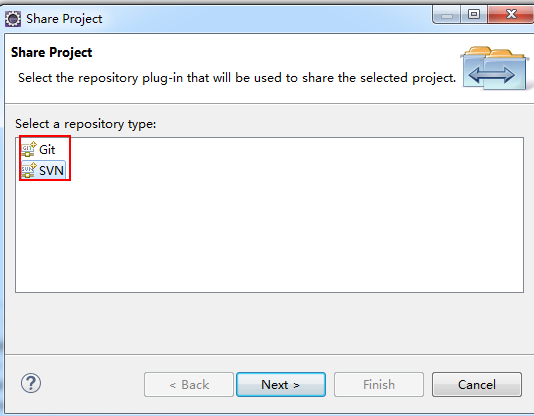 Share Project
Share Project
Select the repository plug-in that will be used to share the selected project.
Select a repository type:
Git
SVN
< Back
Next >
Finish
Cancel